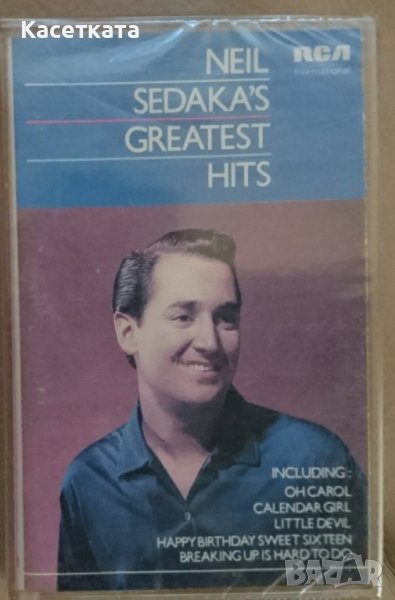 Касетката
NEIL
SEDAKA'S
GREATEST
HITS
RCA
International
INCLUDING:
OH CAROL
CALENDAR GIRL
LITTLE DEVIL
HAPPY BIRTHDAY SWEET SIXTEEN
BREAKING UP IS HARD TO DO
BAZAR